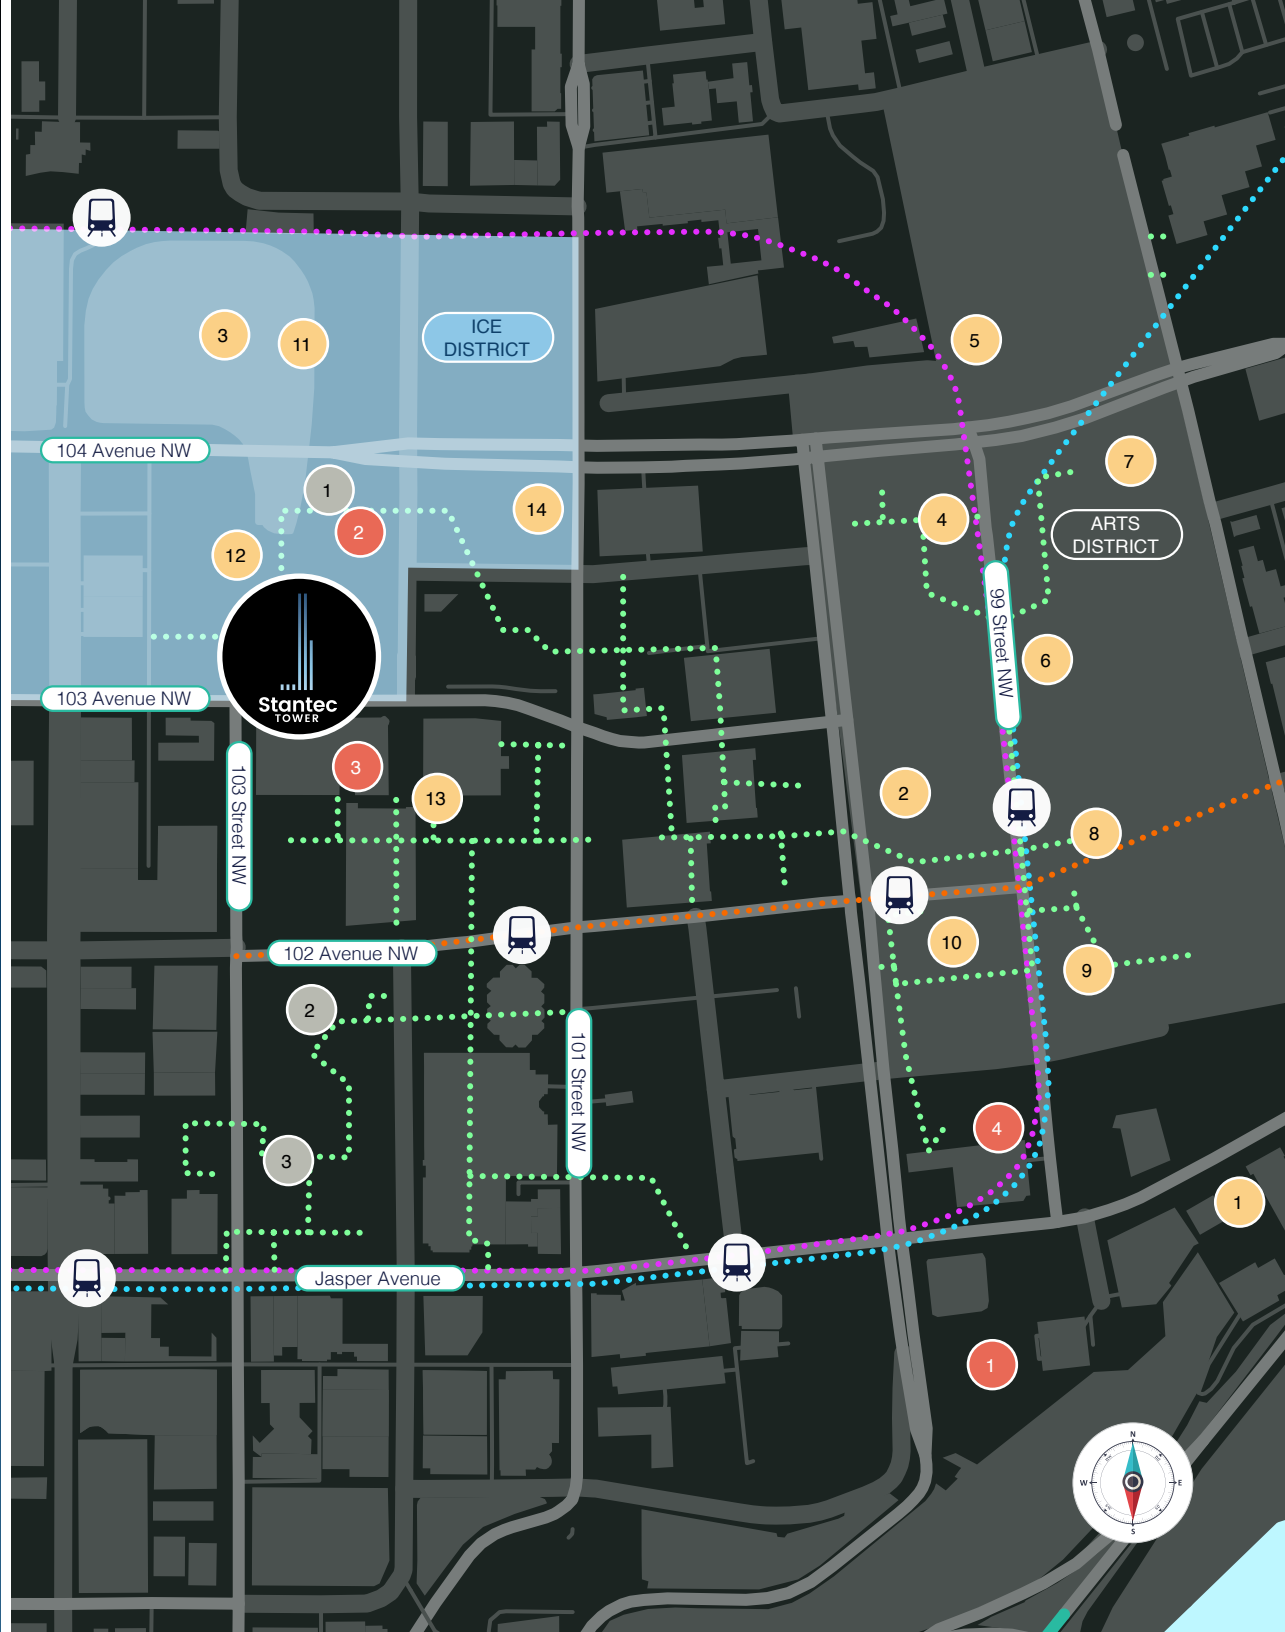 3
11
ICE
DISTRICT
5
104 Avenue NW
7
1
14
4
2
ARTS
DISTRICT
12
99 Street NW
6
Stantec
TOWER
103 Avenue NW
103 Street NW
3
13
2
8
102 Avenue NW
10
9
2
101 Street NW
4
3
1
Jasper Avenue
1
N
W
E
S